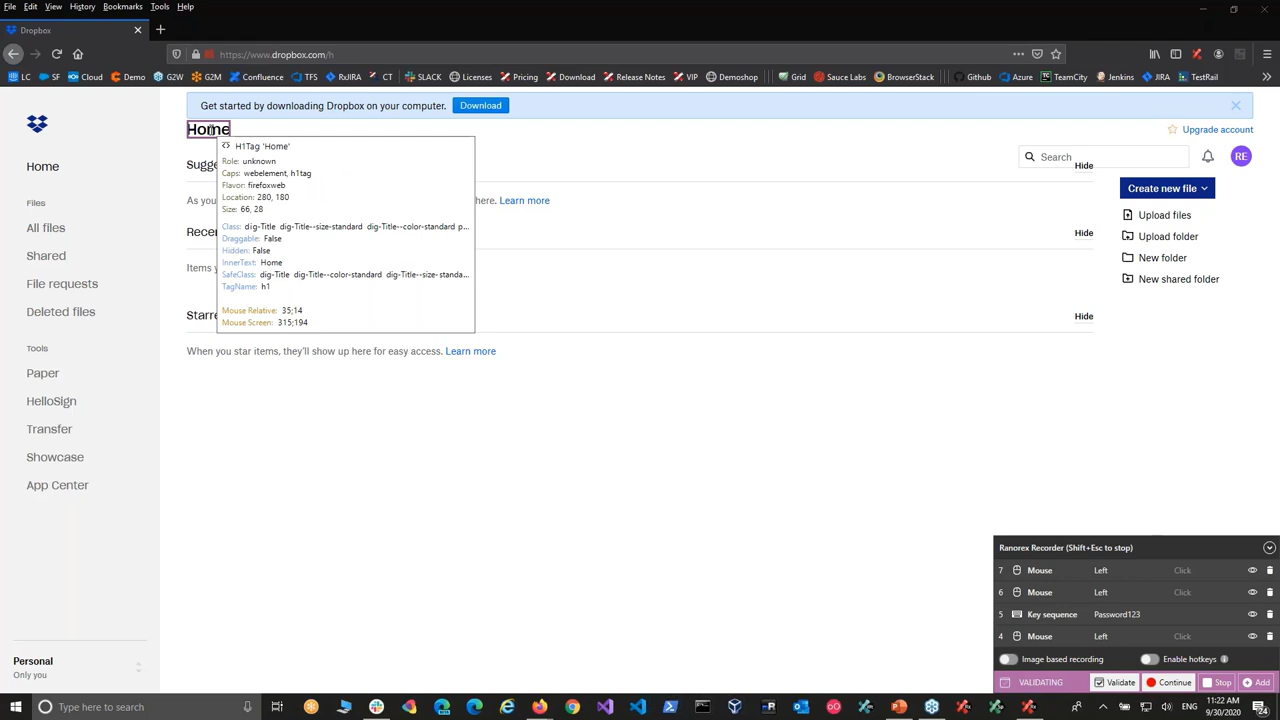 File Edit View History Bookmarks Tools Help
Dropbox
https://www.dropbox.com/h
LC SF Cloud Demo G2W G2M Confluence TFS RxJIRA CT SLACK Licenses Pricing Download Release Notes VIP Demoshop Grid Sauce Labs BrowserStack Github Azure TeamCity Jenkins JIRA TestRail
Get started by downloading Dropbox on your computer. Download
Home
Upgrade account
Search
RE
Home
Files
All files
Shared
File requests
Deleted files
Tools
Paper
HelloSign
Transfer
Showcase
App Center
Personal
Only you
Sugge
Hide
As you
here. Learn more
Recen
Hide
Items y
Starre
Hide
When you star items, they'll show up here for easy access. Learn more
H1Tag 'Home'
Role: unknown
Caps: webelement, h1tag
Flavor: firefoxweb
Location: 280, 180
Size: 66, 28
Class: dig-Title dig-Title--size-standard dig-Title--color-standard p...
Draggable: False
Hidden: False
InnerText: Home
SafeClass: dig-Title dig-Title--color-standard dig-Title--size-standa...
TagName: h1
Mouse Relative: 35;14
Mouse Screen: 315;194
Create new file
Upload files
Upload folder
New folder
New shared folder
Ranorex Recorder (Shift+Esc to stop)
7 Mouse Left Click
6 Mouse Left Click
5 Key sequence Password123
4 Mouse Left Click
Image based recording Enable hotkeys
VALIDATING Validate Continue Stop Add
Type here to search
11:22 AM
9/30/2020
24